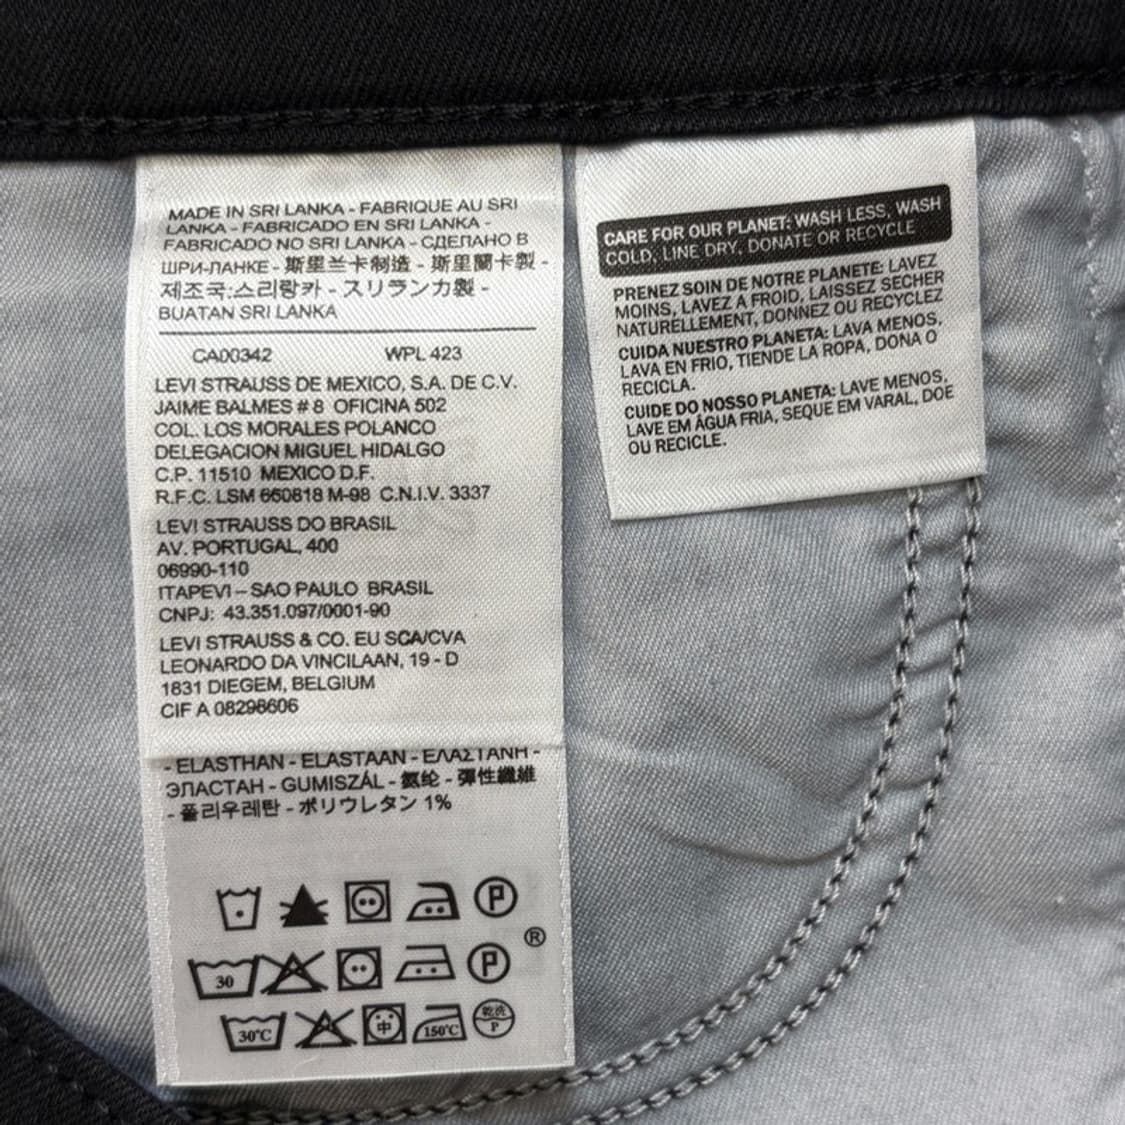 MADE IN SRI LANKA - FABRIQUE AU SRI
LANKA - FABRICADO EN SRI LANKA -
FABRICADO NO SRI LANKA - СДЕЛАНО В
ШРИ-ЛАНКЕ - 斯里兰卡制造 - 斯里蘭卡製 -
제조국:스리랑카 - スリランカ製 -
BUATAN SRI LANKA
CA00342 WPL 423
LEVI STRAUSS DE MEXICO, S.A. DE C.V.
JAIME BALMES # 8 OFICINA 502
COL. LOS MORALES POLANCO
DELEGACION MIGUEL HIDALGO
C.P. 11510 MEXICO D.F.
R.F.C. LSM 660818 M-98 C.N.I.V. 3337
LEVI STRAUSS DO BRASIL
AV. PORTUGAL, 400
06990-110
ITAPEVI – SAO PAULO BRASIL
CNPJ: 43.351.097/0001-90
LEVI STRAUSS & CO. EU SCA/CVA
LEONARDO DA VINCILAAN, 19 - D
1831 DIEGEM, BELGIUM
CIF A 08298606
- ELASTHAN - ELASTAAN - ΕΛΑΣΤΑΝΗ -
ЭЛАСТАН - GUMISZÁL - 氨纶 - 彈性纖維
- 폴리우레탄 - ポリウレタン 1%
P
®
30 P
30°C 中 150°C 乾洗 P
CARE FOR OUR PLANET: WASH LESS, WASH
COLD, LINE DRY, DONATE OR RECYCLE
PRENEZ SOIN DE NOTRE PLANETE: LAVEZ
MOINS, LAVEZ A FROID, LAISSEZ SECHER
NATURELLEMENT, DONNEZ OU RECYCLEZ
CUIDA NUESTRO PLANETA: LAVA MENOS,
LAVA EN FRIO, TIENDE LA ROPA, DONA O
RECICLA.
CUIDE DO NOSSO PLANETA: LAVE MENOS,
LAVE EM ÁGUA FRIA, SEQUE EM VARAL, DOE
OU RECICLE.